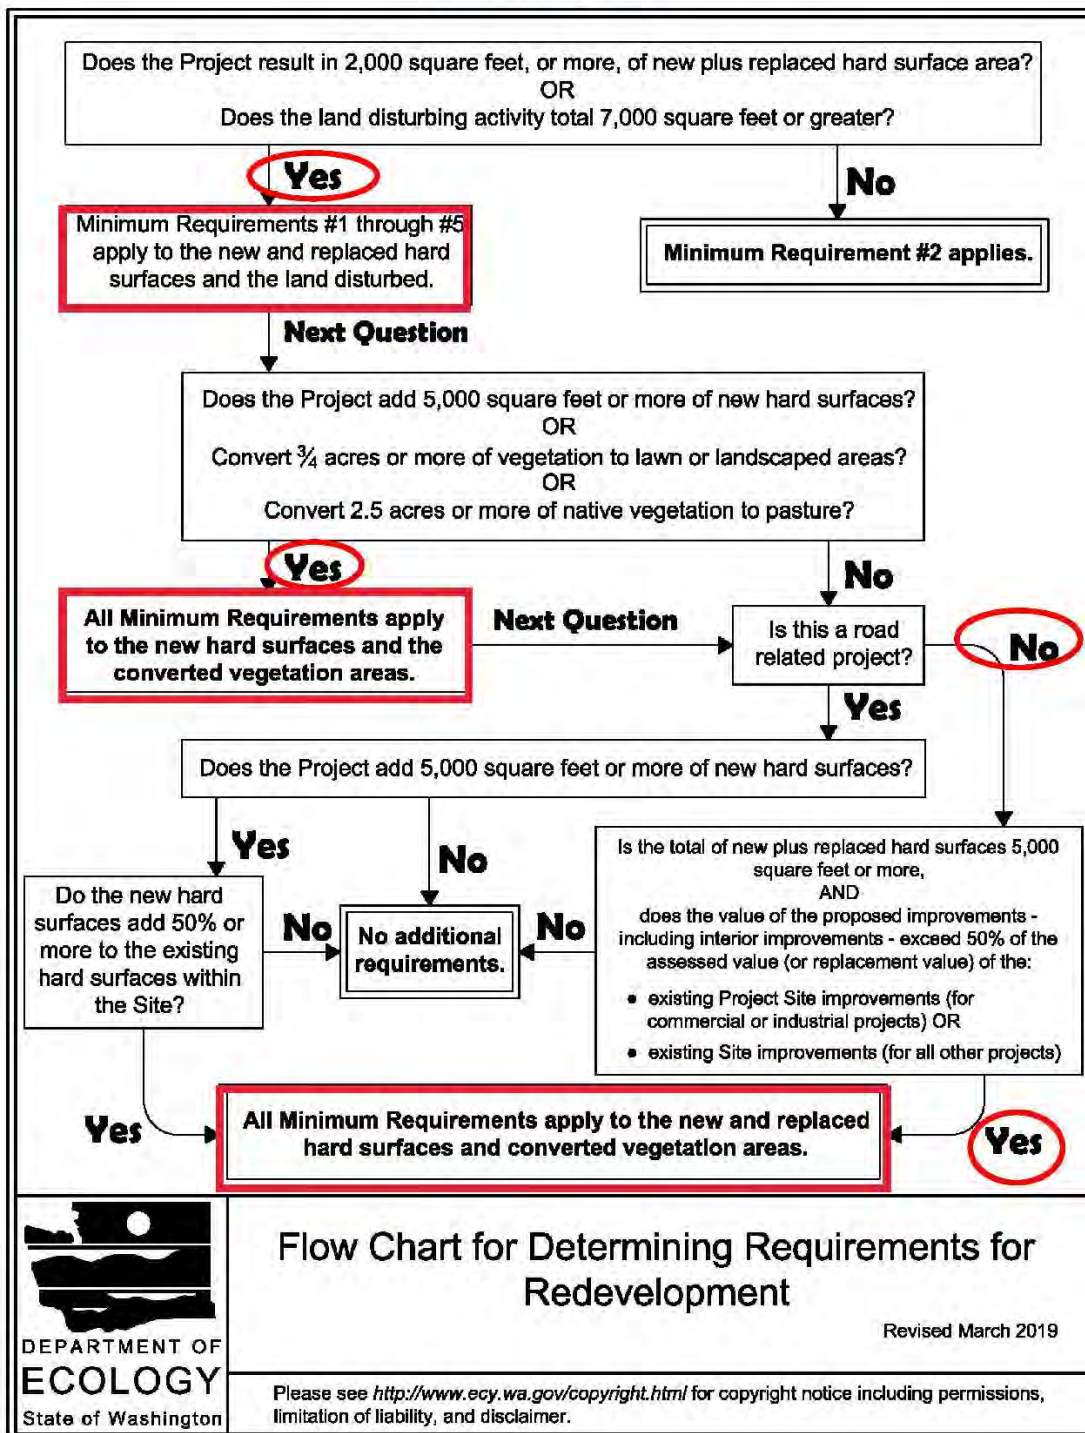 Does the Project result in 2,000 square feet, or more, of new plus replaced hard surface area?
OR
Does the land disturbing activity total 7,000 square feet or greater?
Yes
No
Minimum Requirements #1 through #5
apply to the new and replaced hard
surfaces and the land disturbed.
Minimum Requirement #2 applies.
Next Question
Does the Project add 5,000 square feet or more of new hard surfaces?
OR
Convert ¾ acres or more of vegetation to lawn or landscaped areas?
OR
Convert 2.5 acres or more of native vegetation to pasture?
Yes
No
All Minimum Requirements apply
to the new hard surfaces and the
converted vegetation areas.
Next Question
Is this a road
related project?
No
Yes
Does the Project add 5,000 square feet or more of new hard surfaces?
Yes
No
Do the new hard
surfaces add 50% or
more to the existing
hard surfaces within
the Site?
No
No additional
requirements.
No
Is the total of new plus replaced hard surfaces 5,000
square feet or more,
AND
does the value of the proposed improvements -
including interior improvements - exceed 50% of the
assessed value (or replacement value) of the:
• existing Project Site improvements (for
commercial or industrial projects) OR
• existing Site improvements (for all other projects)
Yes
All Minimum Requirements apply to the new and replaced
hard surfaces and converted vegetation areas.
Yes
DEPARTMENT OF
ECOLOGY
State of Washington
Flow Chart for Determining Requirements for
Redevelopment
Revised March 2019
Please see http://www.ecy.wa.gov/copyright.html for copyright notice including permissions,
limitation of liability, and disclaimer.